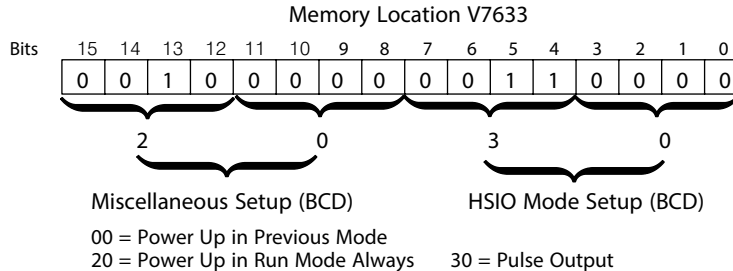 Memory Location V7633
Bits 15 14 13 12 11 10 9 8 7 6 5 4 3 2 1 0
0 0 1 0 0 0 0 0 0 0 1 1 0 0 0 0
2 0 3 0
Miscellaneous Setup (BCD) HSIO Mode Setup (BCD)
00 = Power Up in Previous Mode
20 = Power Up in Run Mode Always 30 = Pulse Output